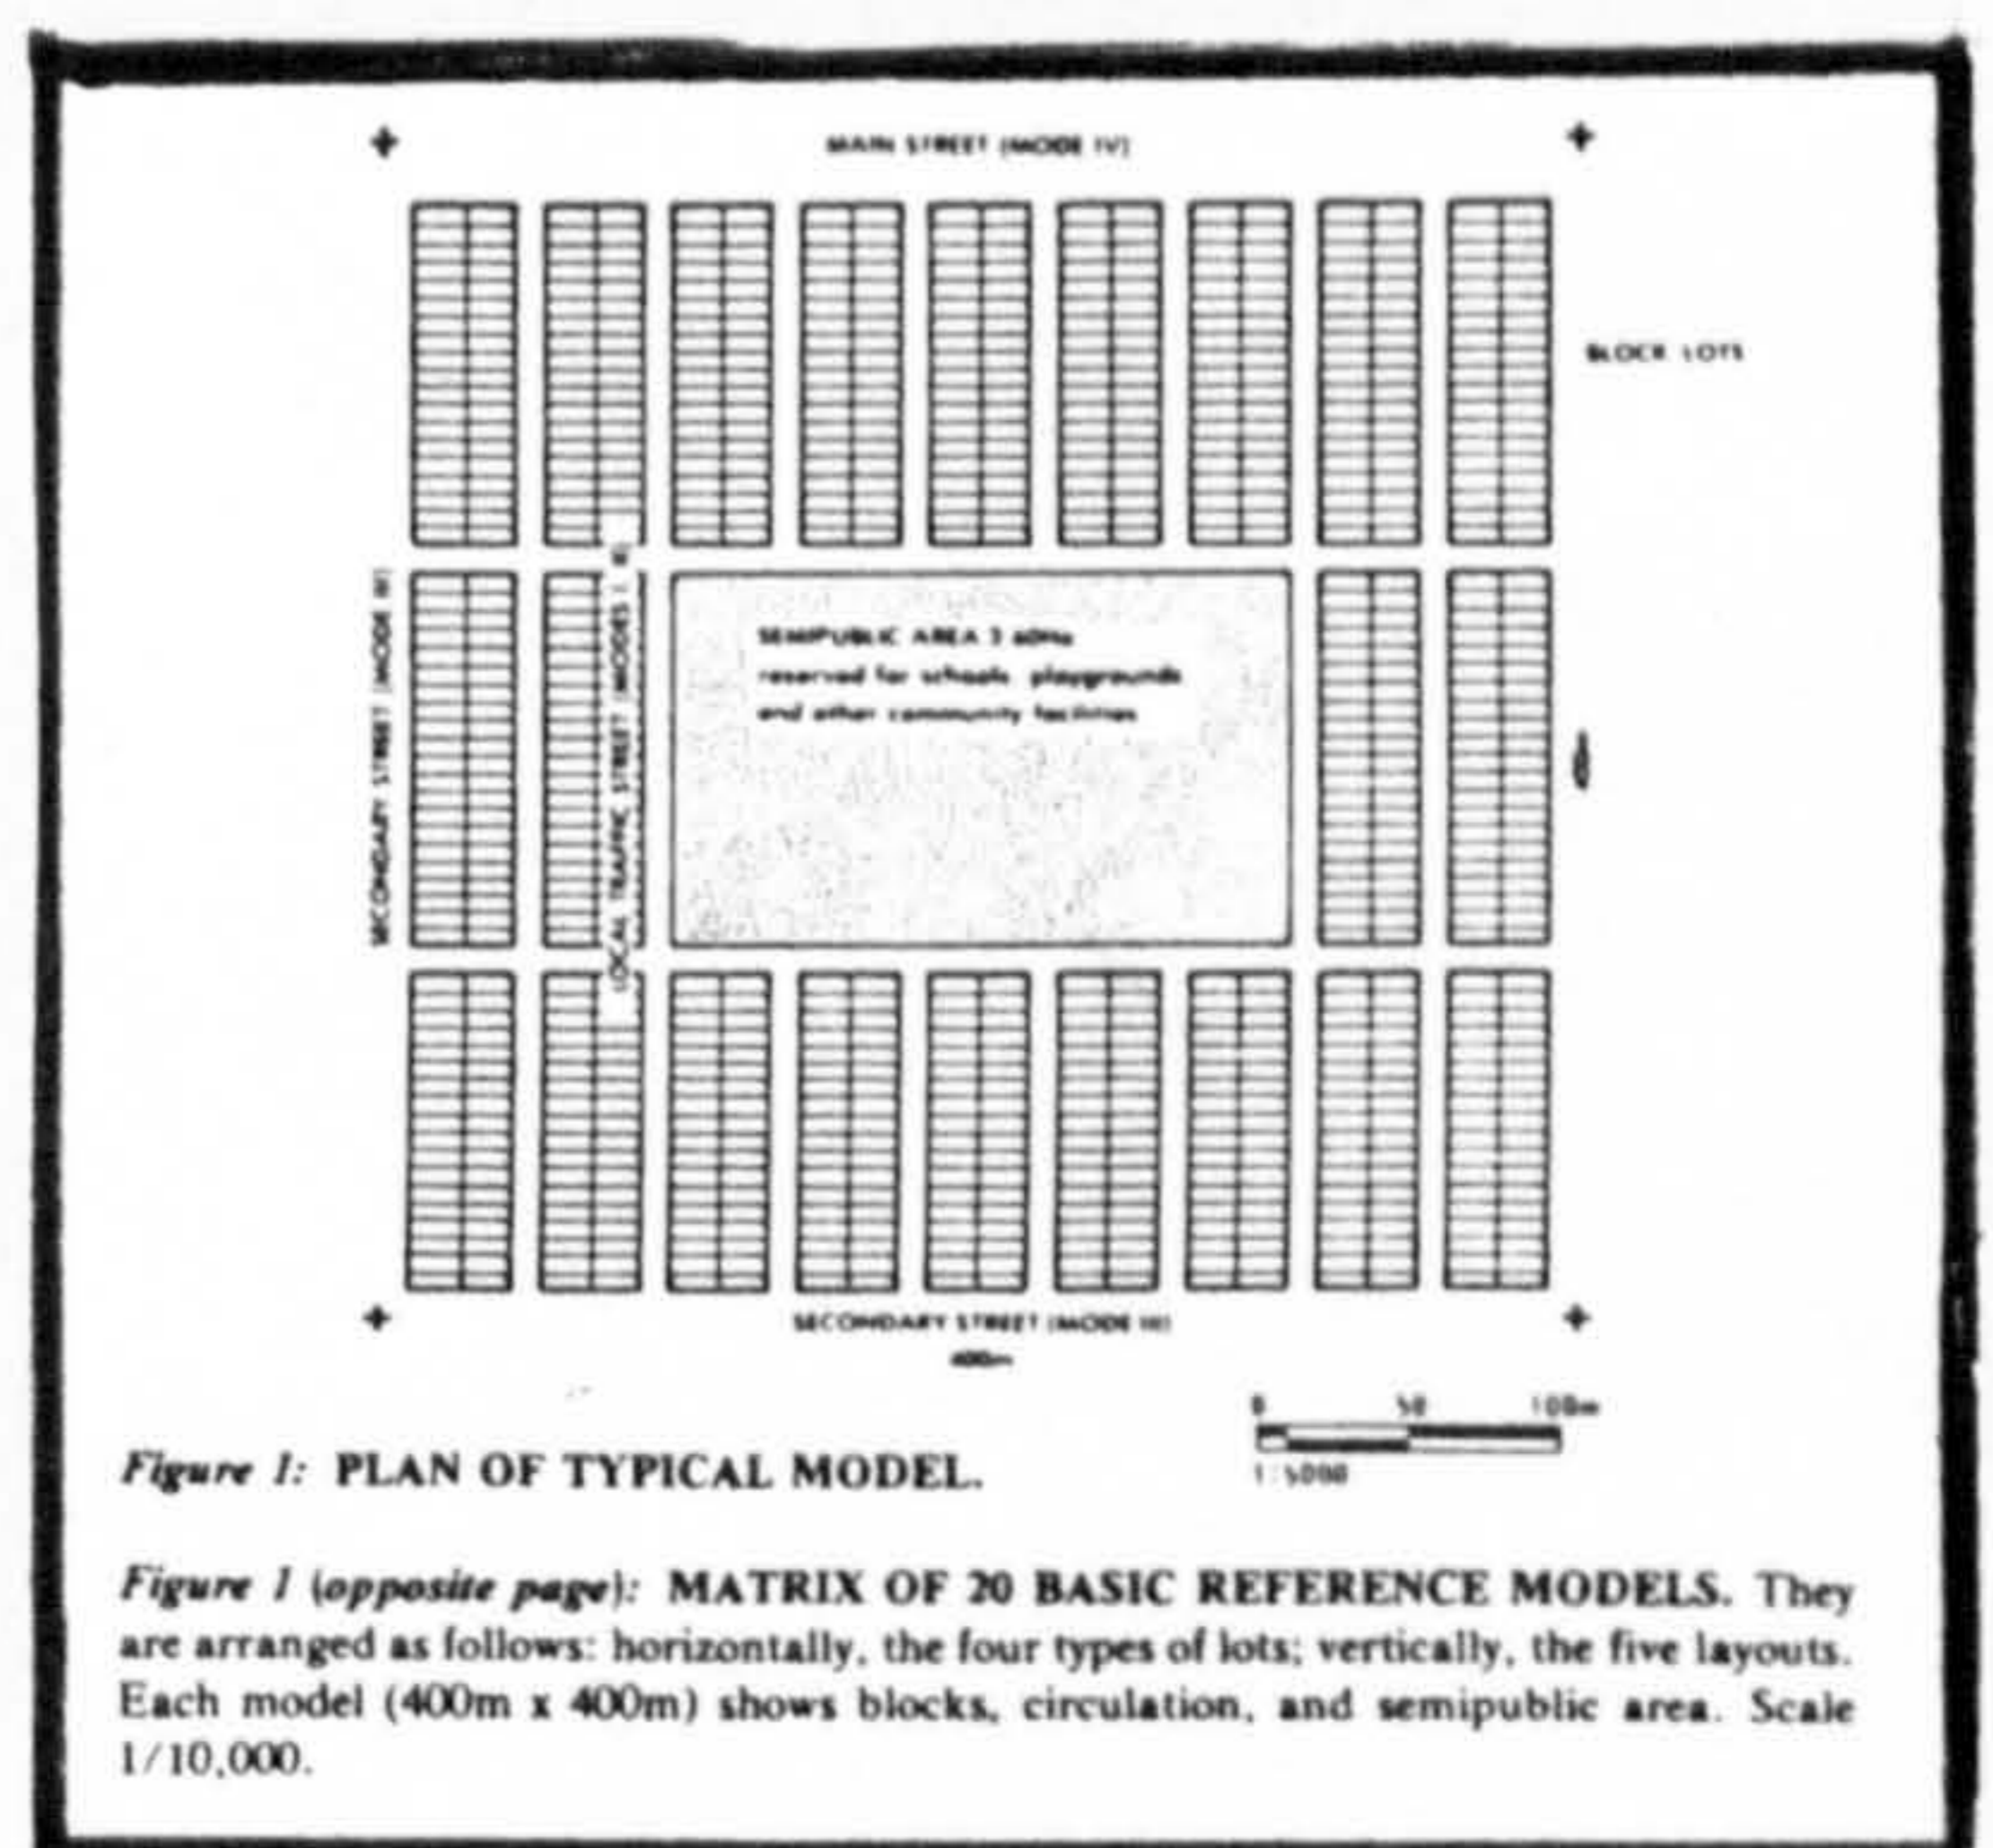 MAIN STREET (MODE IV)
BLOCK LOTS
SECONDARY STREET (MODE III)
LOCAL TRAFFIC STREET (MODES I, II)
SEMIPUBLIC AREA
reserved for schools playgrounds
and other community facilities
400m
SECONDARY STREET (MODE III)
400m
0 50 100m
1:5000
Figure 1: PLAN OF TYPICAL MODEL.
Figure 1 (opposite page): MATRIX OF 20 BASIC REFERENCE MODELS. They
are arranged as follows: horizontally, the four types of lots; vertically, the five layouts.
Each model (400m x 400m) shows blocks, circulation, and semipublic area. Scale
1/10,000.